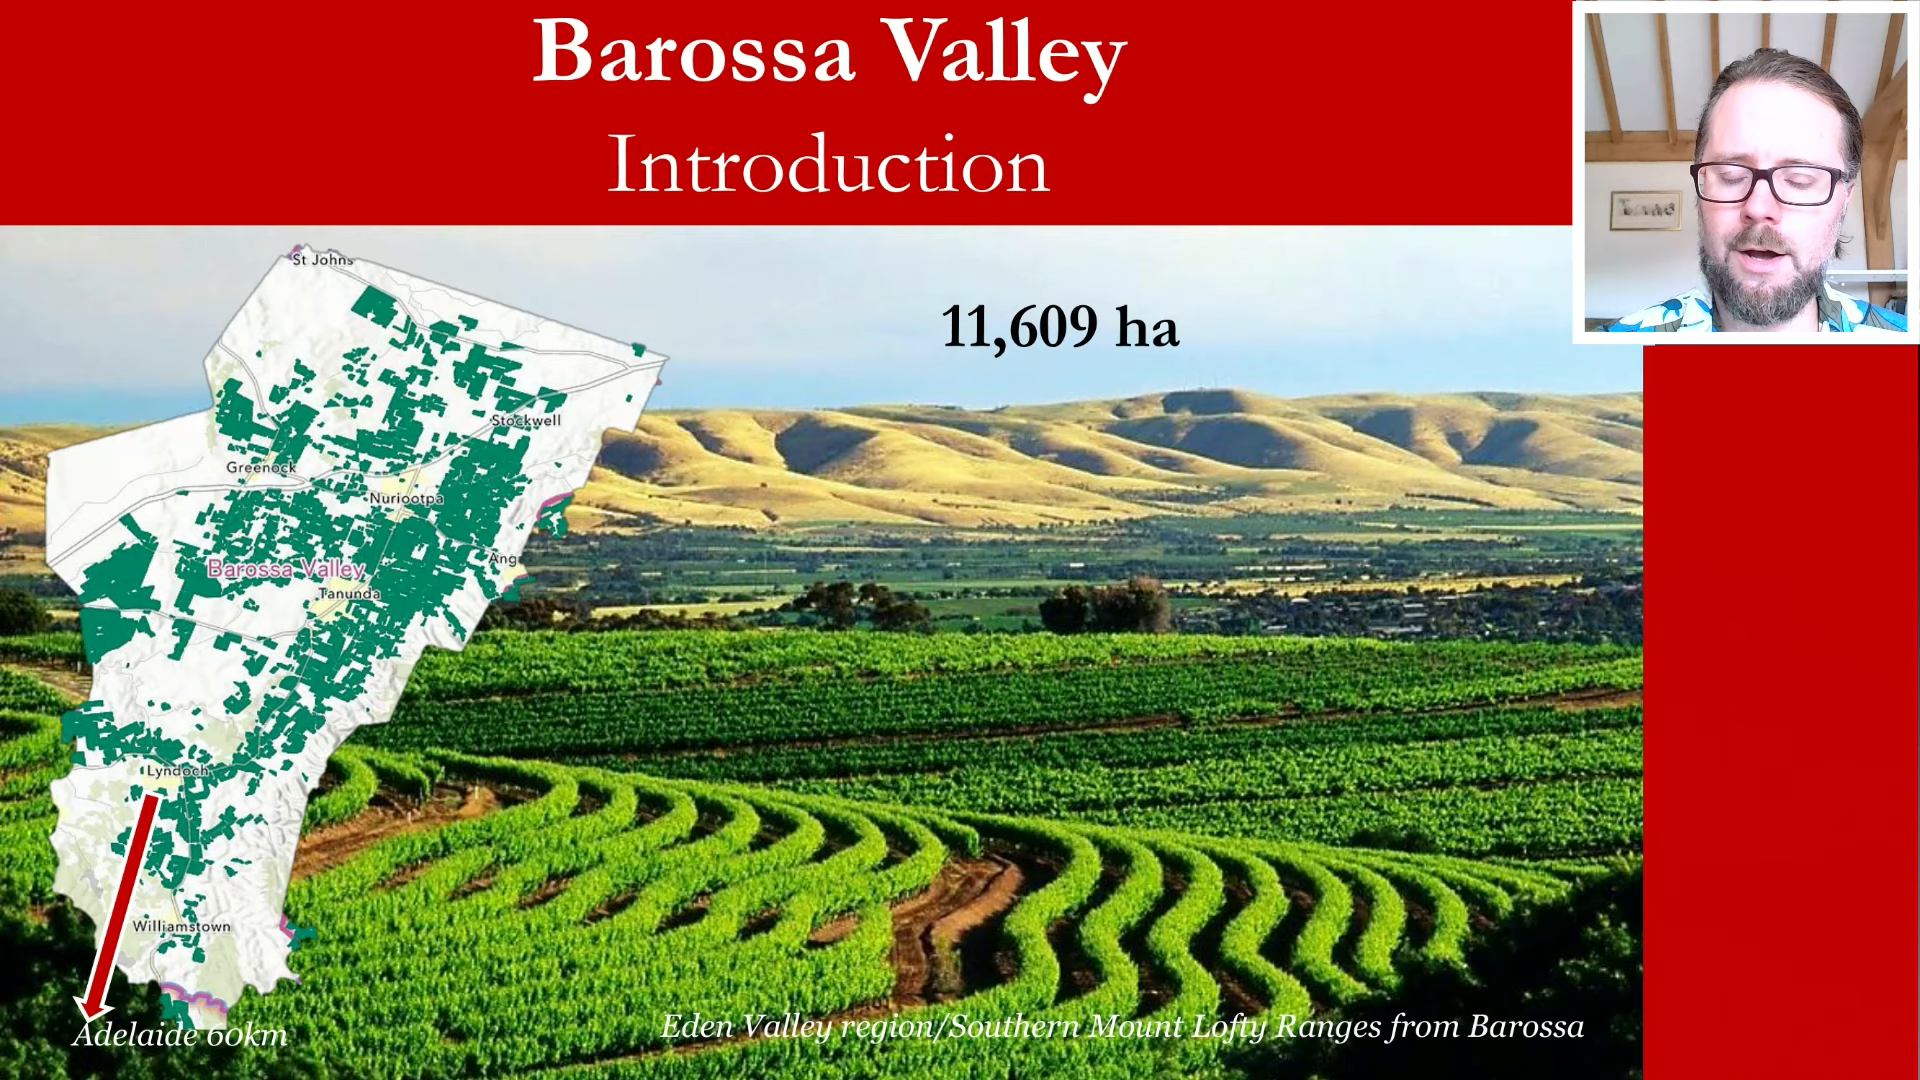 Barossa Valley
Introduction
11,609 ha
St Johns
Stockwell
Greenock
Nuriootpa
Ang
Barossa Valley
Tanunda
Lyndoch
Williamstown
Adelaide 60km
Eden Valley region/Southern Mount Lofty Ranges from Barossa